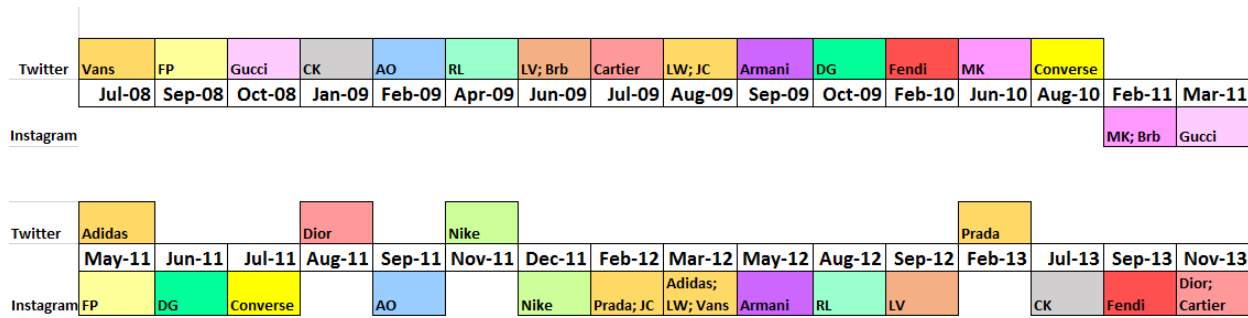 Twitter Vans FP Gucci CK AO RL LV; Brb Cartier LW; JC Armani DG Fendi MK Converse
Jul-08 Sep-08 Oct-08 Jan-09 Feb-09 Apr-09 Jun-09 Jul-09 Aug-09 Sep-09 Oct-09 Feb-10 Jun-10 Aug-10 Feb-11 Mar-11
Instagram MK; Brb Gucci
Twitter Adidas Dior Nike Prada
May-11 Jun-11 Jul-11 Aug-11 Sep-11 Nov-11 Dec-11 Feb-12 Mar-12 May-12 Aug-12 Sep-12 Feb-13 Jul-13 Sep-13 Nov-13
Adidas; Dior;
Instagram FP DG Converse AO Nike Prada; JC LW; Vans Armani RL LV CK Fendi Cartier